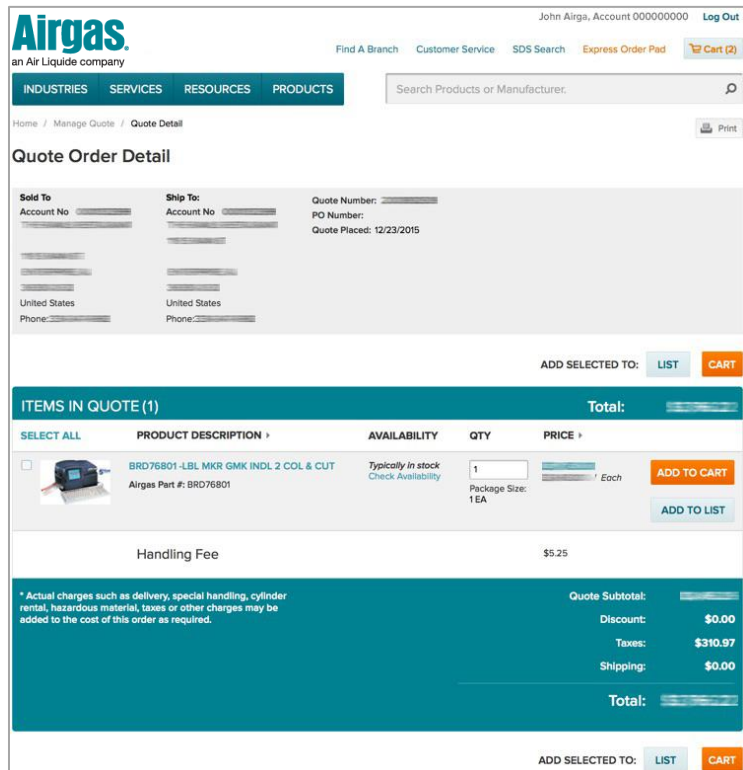 John Airga, Account 000000000 Log Out
Airgas.
an Air Liquide company
Find A Branch Customer Service SDS Search Express Order Pad Cart (2)
INDUSTRIES SERVICES RESOURCES PRODUCTS Search Products or Manufacturer.
Home / Manage Quote / Quote Detail
Print
Quote Order Detail
Sold To Ship To: Quote Number:
Account No Account No PO Number:
Quote Placed: 12/23/2015
United States United States
Phone: Phone:
ADD SELECTED TO: LIST CART
ITEMS IN QUOTE (1) Total:
SELECT ALL PRODUCT DESCRIPTION AVAILABILITY QTY PRICE
BRD76801 -LBL MKR GMK INDL 2 COL & CUT Typically in stock 1 Each ADD TO CART
Airgas Part #: BRD76801 Check Availability Package Size:
1 EA ADD TO LIST
Handling Fee $5.25
* Actual charges such as delivery, special handling, cylinder
rental, hazardous material, taxes or other charges may be
added to the cost of this order as required.
Quote Subtotal:
Discount: $0.00
Taxes: $310.97
Shipping: $0.00
Total:
ADD SELECTED TO: LIST CART